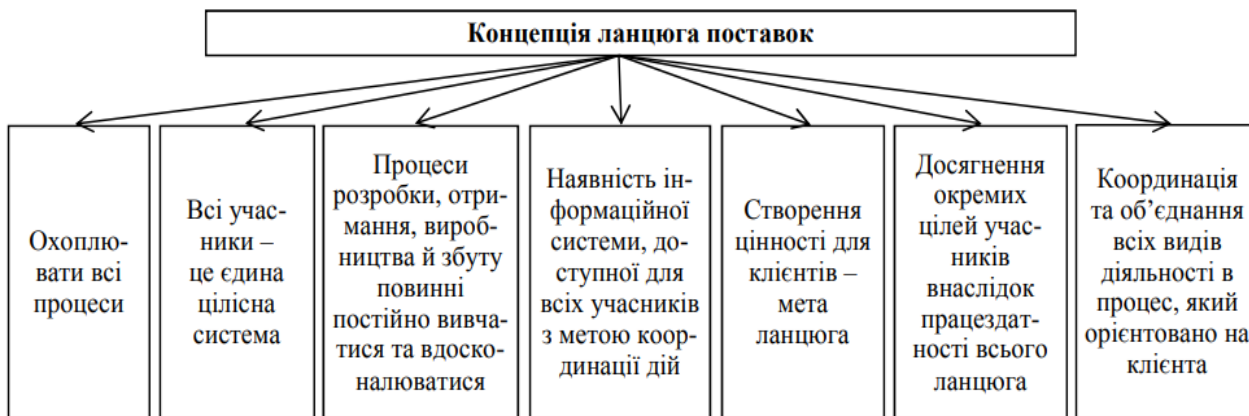 Концепція ланцюга поставок
Охоплю-
вати всі
процеси
Всі учас-
ники –
це єдина
цілісна
система
Процеси
розробки, отри-
мання, вироб-
ництва й збуту
повинні
постійно вивча-
тися та вдоско-
налюватися
Наявність ін-
формаційної
системи, до-
ступної для
всіх учасників
з метою коор-
динації дій
Створення
цінності для
клієнтів –
мета
ланцюга
Досягнення
окремих
цілей учас-
ників
внаслідок
працездат-
ності всього
ланцюга
Координація
та об’єднання
всіх видів
діяльності в
процес, який
орієнтовано на
клієнта